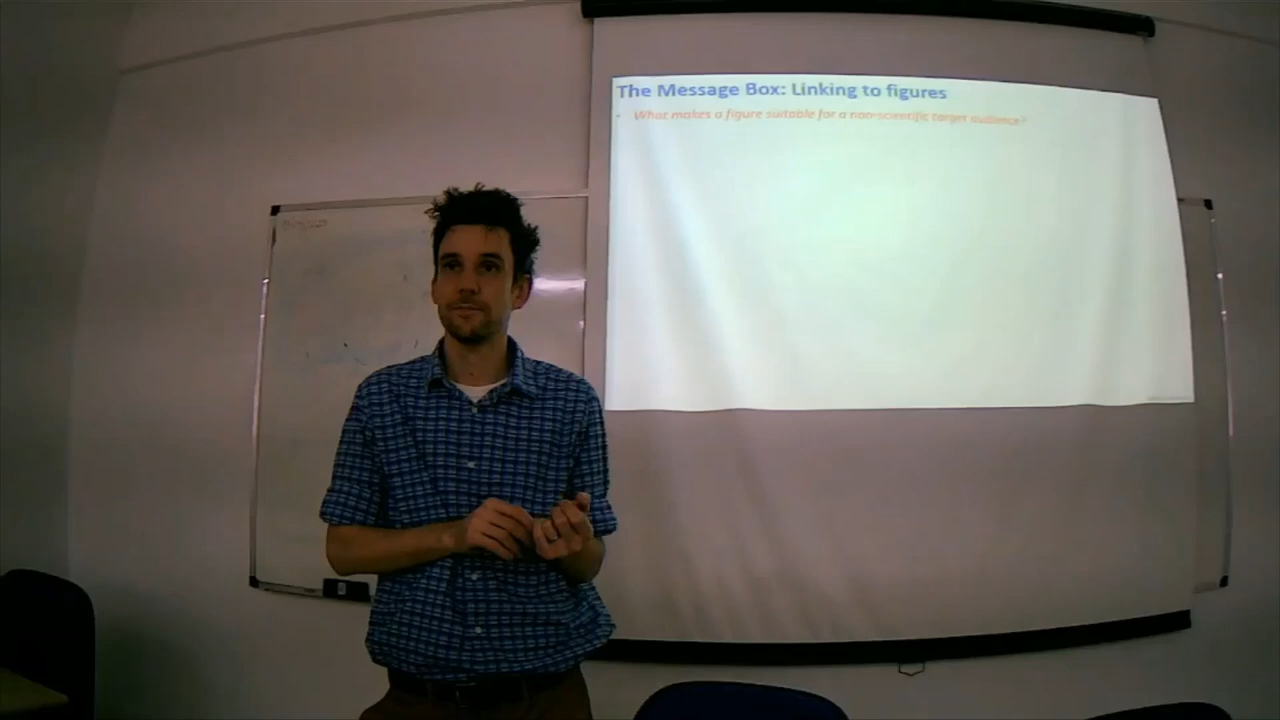 The Message Box: Linking to figures
- What makes a figure suitable for a non-scientific target audience?